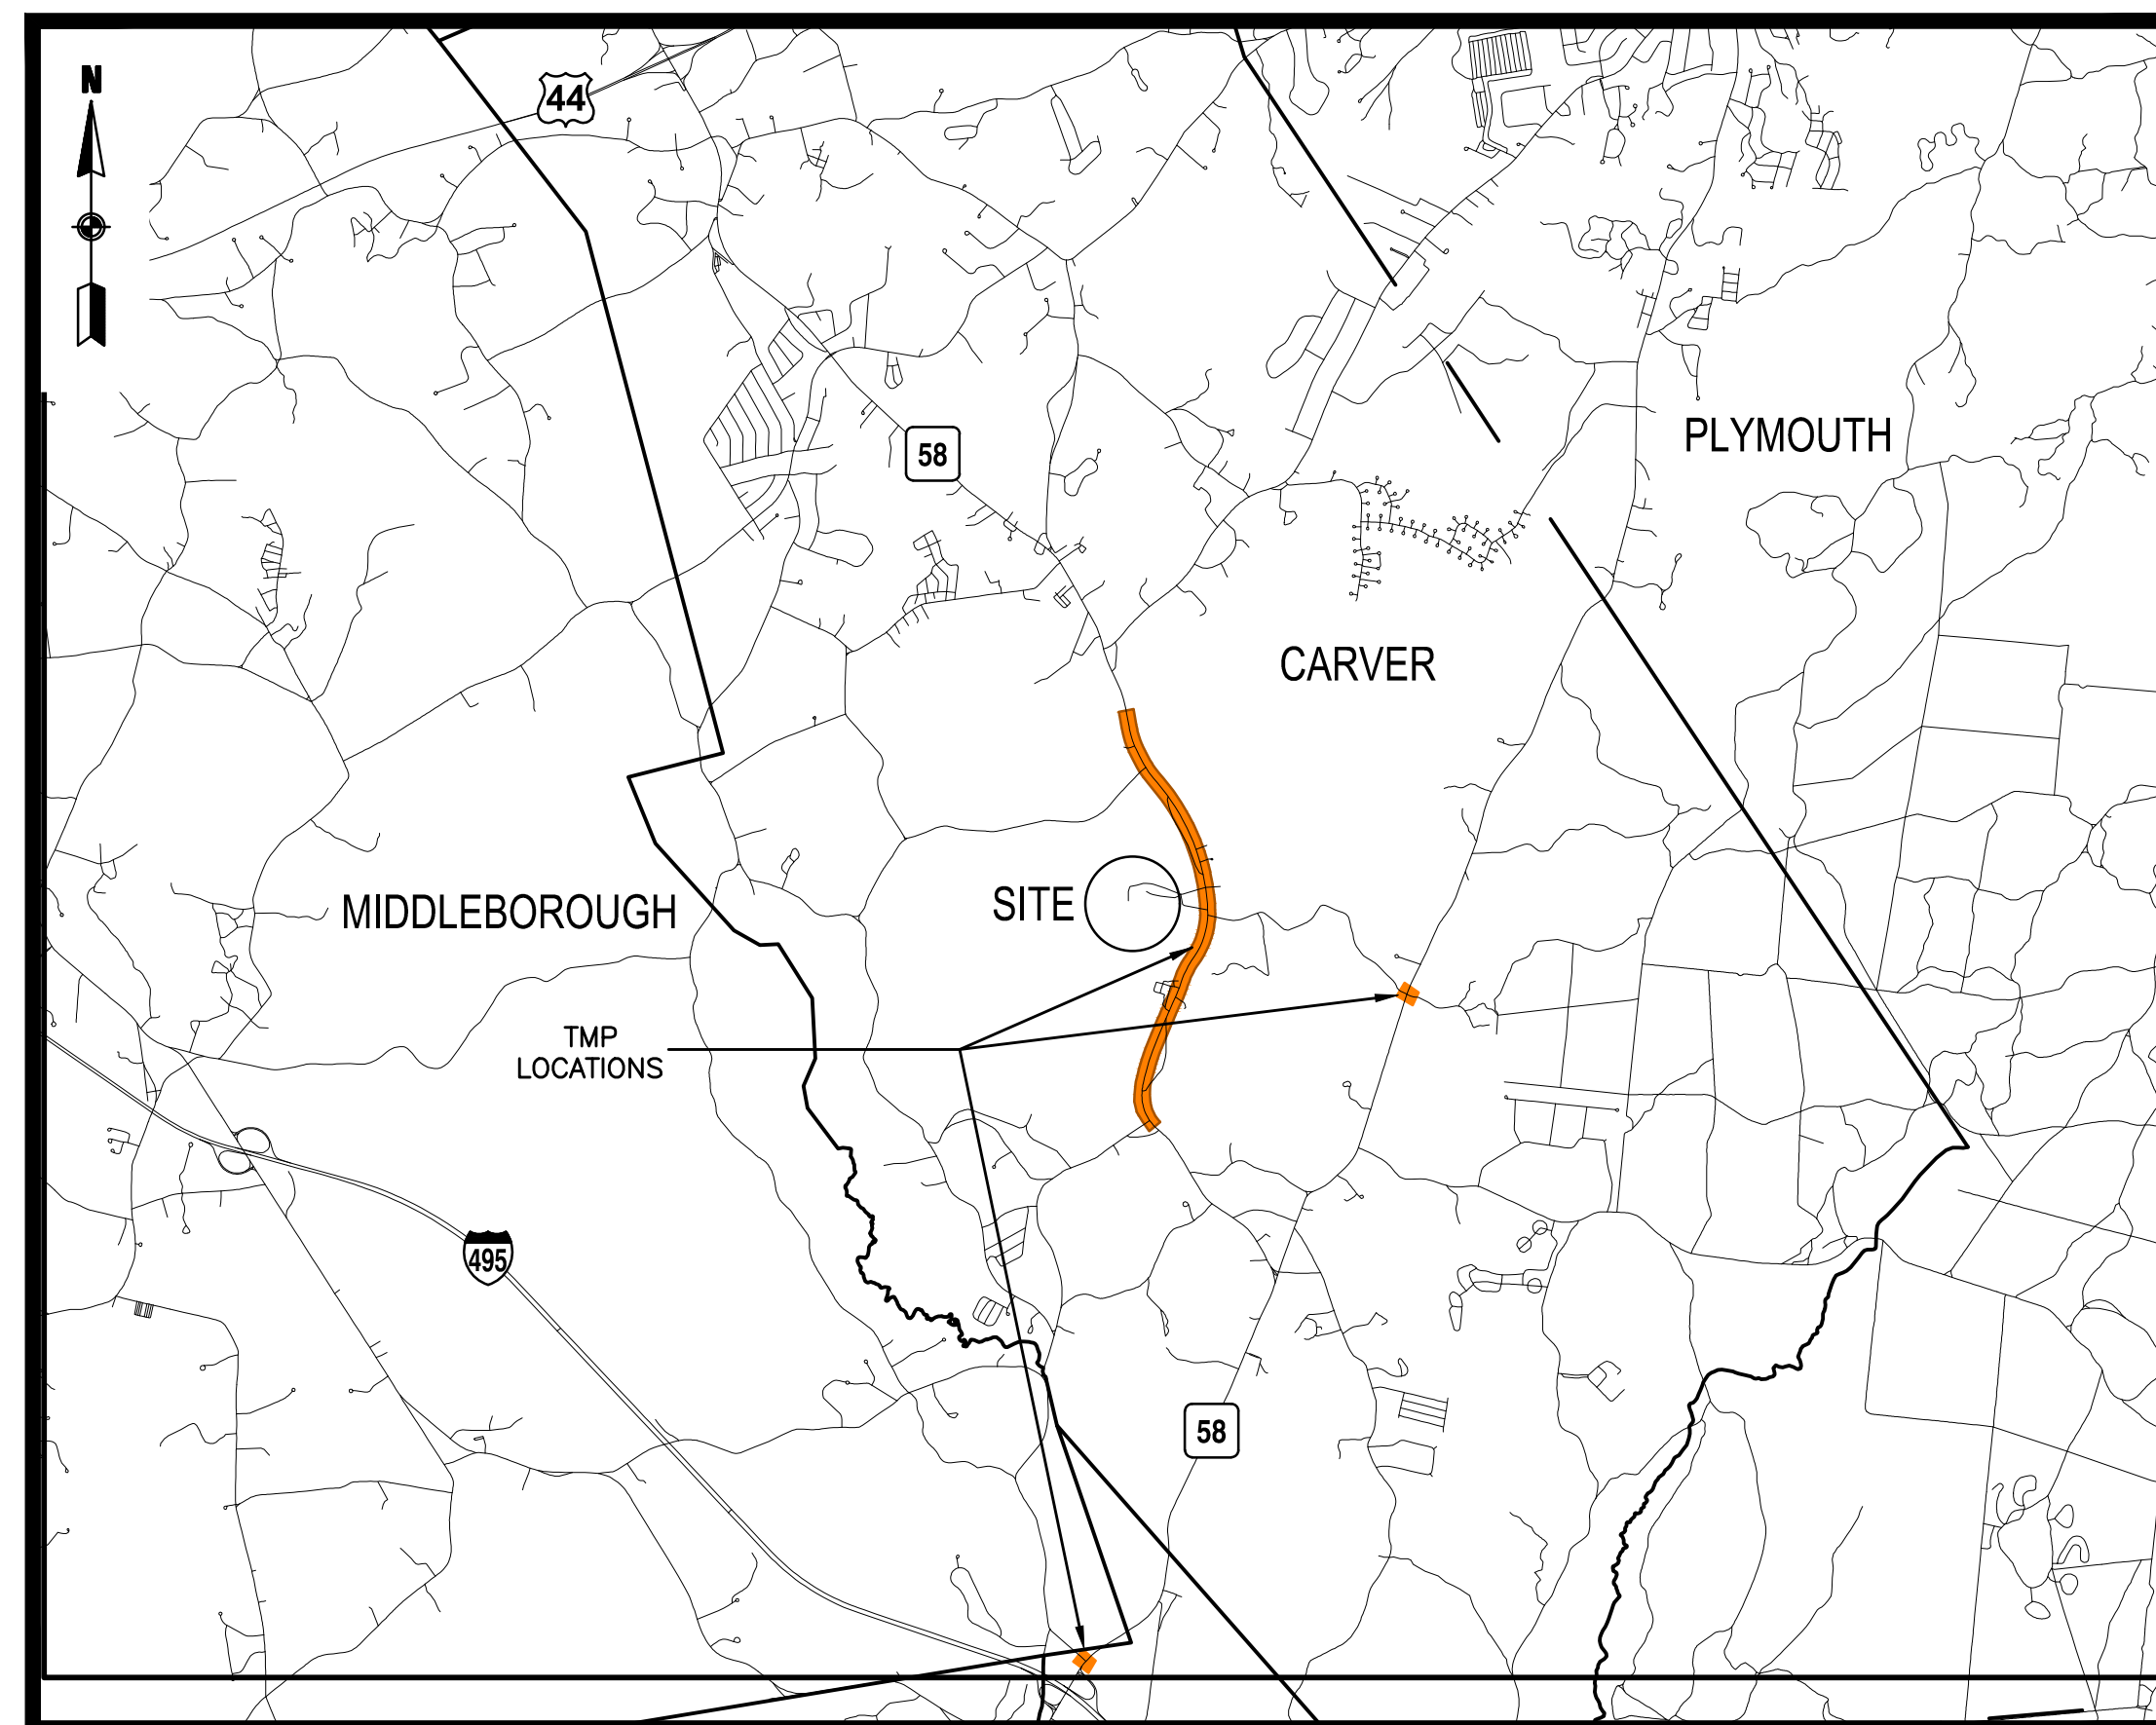 N
44
58
PLYMOUTH
CARVER
SITE
MIDDLEBOROUGH
TMP
LOCATIONS
495
58